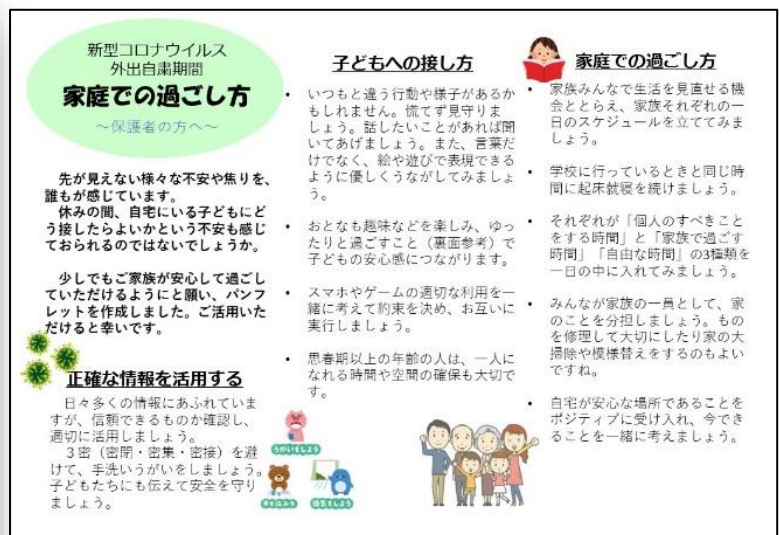 新型コロナウイルス
外出自粛期間
家庭での過ごし方
～保護者の方へ～
先が見えない様々な不安や焦りを、
誰もが感じています。
休みの間、自宅にいる子どもにど
う接したらよいかという不安も感じ
ておられるのではないでしょうか。
少しでもご家族が安心して過ごし
ていただけるようにと願い、パンフ
レットを作成しました。ご活用いた
だけると幸いです。
正確な情報を活用する
日々多くの情報にあふれていま
すが、信頼できるものか確認し、
適切に活用しましょう。
３密（密閉・密集・密接）を避
けて、手洗いうがいをしましょう。
子どもたちにも伝えて安全を守り
ましょう。
子どもへの接し方
• いつもと違う行動や様子があるか
もしれません。慌てず見守りま
しょう。話したいことがあれば聞
いてあげましょう。また、言葉だ
けでなく、絵や遊びで表現できる
ように優しくうながしてみましょ
う。
• おとなも趣味などを楽しみ、ゆっ
たりと過ごすこと（裏面参考）で
子どもの安心感につながります。
• スマホやゲームの適切な利用を一
緒に考えて約束を決め、お互いに
実行しましょう。
• 思春期以上の年齢の人は、一人に
なれる時間や空間の確保も大切で
す。
うがいをしよう
手を洗おう
換気をしよう
家庭での過ごし方
• 家族みんなで生活を見直せる機
会ととらえ、家族それぞれの一
日のスケジュールを立ててみま
しょう。
• 学校に行っているときと同じ時
間に起床就寝を続けましょう。
• それぞれが「個人のすべきこと
をする時間」と「家族で過ごす
時間」「自由な時間」の3種類を
一日の中に入れてみましょう。
• みんなが家族の一員として、家
のことを分担しましょう。もの
を修理して大切にしたり家の大
掃除や模様替えをするのもよい
ですね。
• 自宅が安心な場所であることを
ポジティブに受け入れ、今でき
ることを一緒に考えましょう。